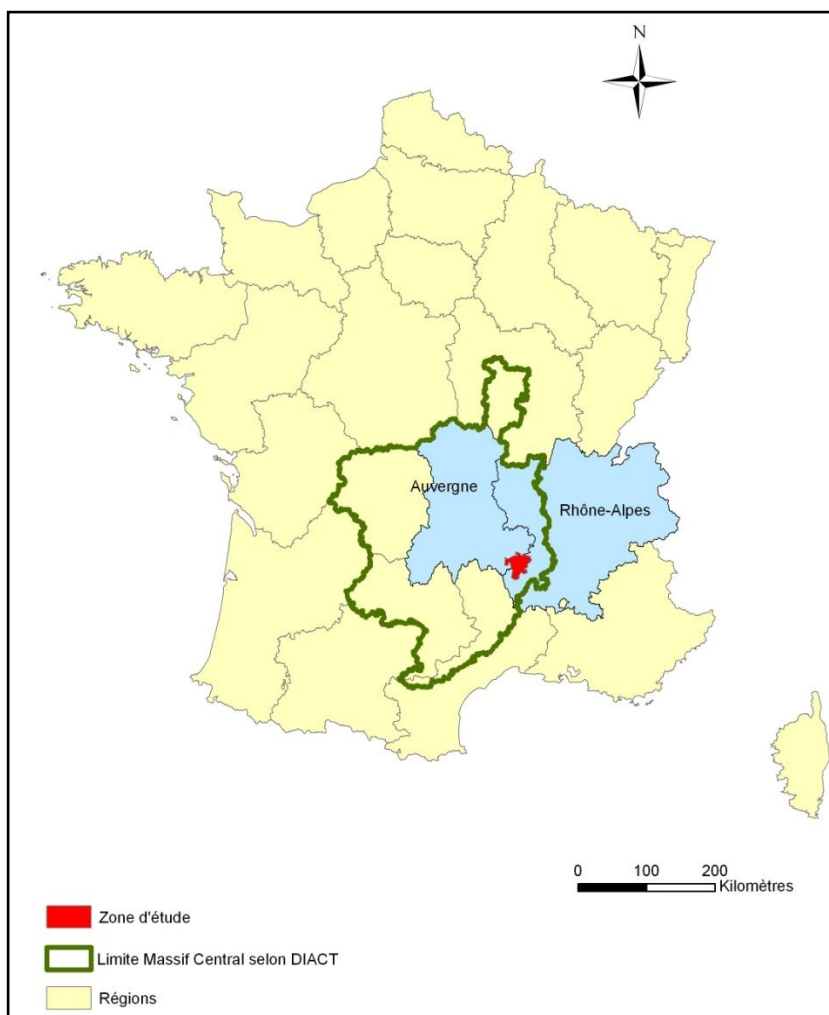 N
Auvergne
Rhône-Alpes
0 100 200
Kilomètres
Zone d'étude
Limite Massif Central selon DIACT
Régions